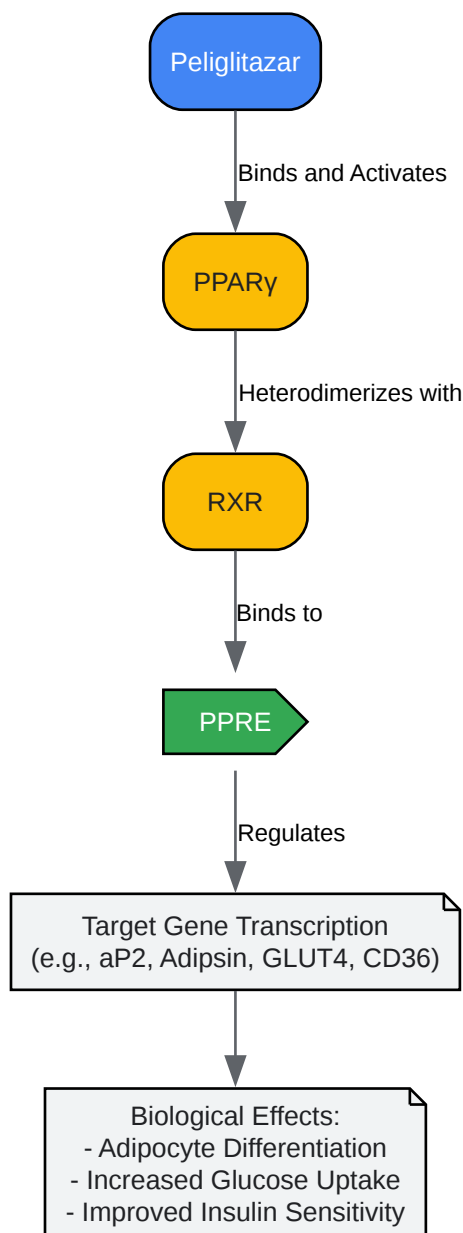 Peliglitazar
Binds and Activates
PPARγ
Heterodimerizes with
RXR
Binds to
PPRE
Regulates
Target Gene Transcription
(e.g., aP2, Adipsin, GLUT4, CD36)
Biological Effects:
- Adipocyte Differentiation
- Increased Glucose Uptake
- Improved Insulin Sensitivity